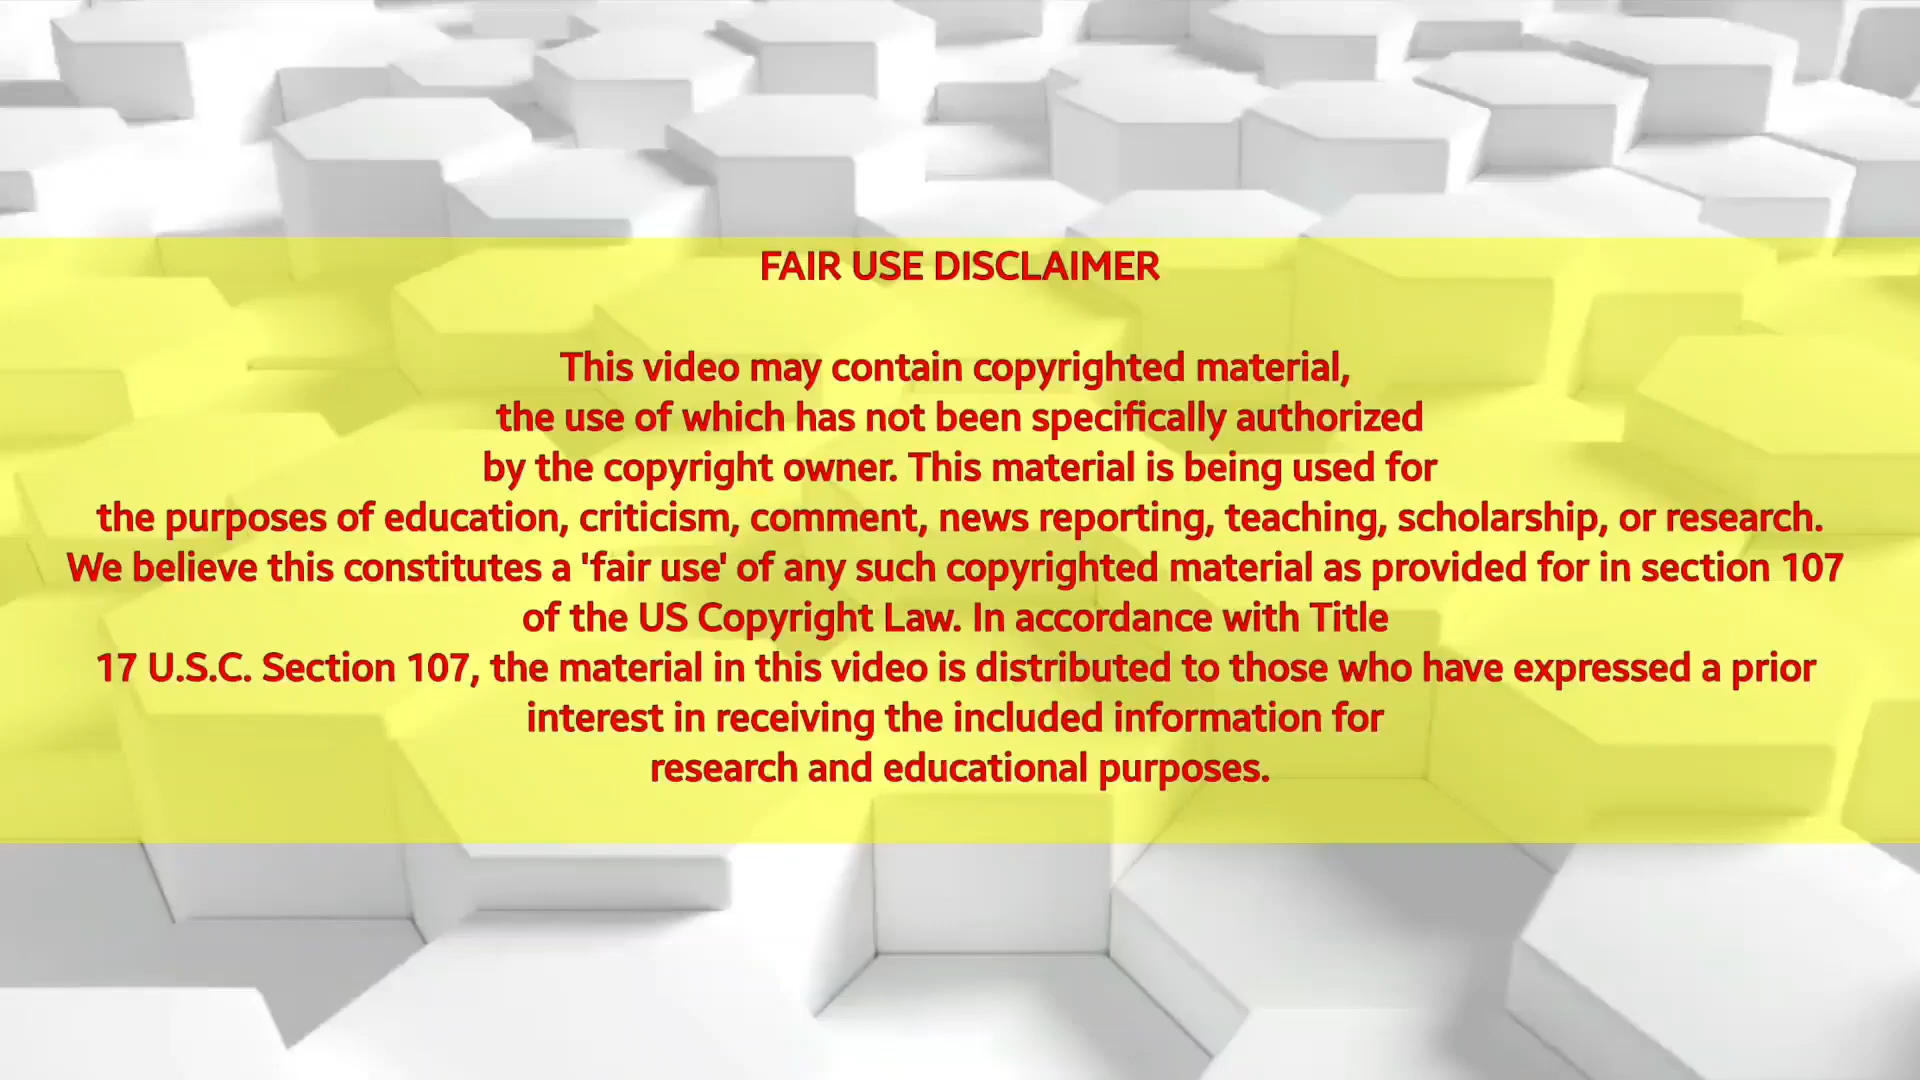 FAIR USE DISCLAIMER
This video may contain copyrighted material,
the use of which has not been specifically authorized
by the copyright owner. This material is being used for
the purposes of education, criticism, comment, news reporting, teaching, scholarship, or research.
We believe this constitutes a 'fair use' of any such copyrighted material as provided for in section 107
of the US Copyright Law. In accordance with Title
17 U.S.C. Section 107, the material in this video is distributed to those who have expressed a prior
interest in receiving the included information for
research and educational purposes.